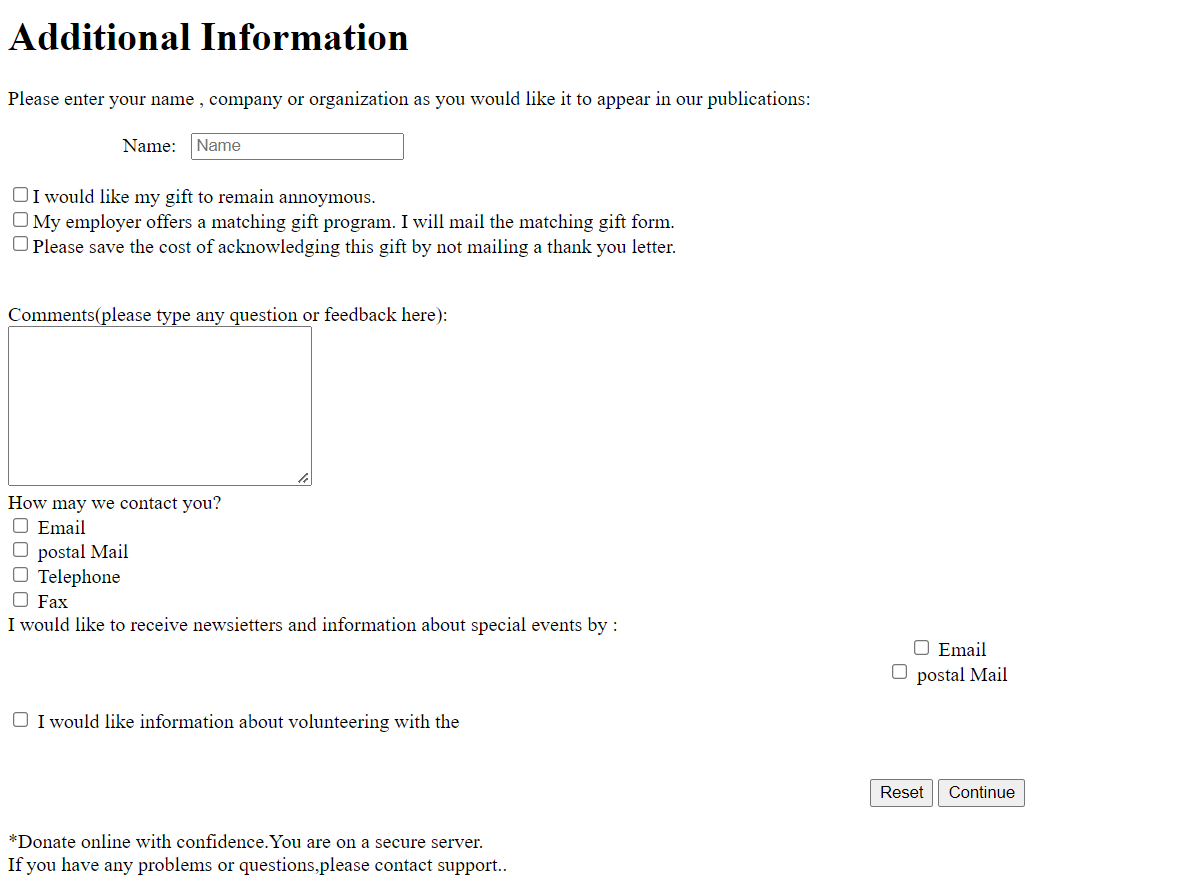 Additional Information
Please enter your name , company or organization as you would like it to appear in our publications:
Name: Name
I would like my gift to remain annoymous.
My employer offers a matching gift program. I will mail the matching gift form.
Please save the cost of acknowledging this gift by not mailing a thank you letter.
Comments(please type any question or feedback here):
How may we contact you?
Email
postal Mail
Telephone
Fax
I would like to receive newsietters and information about special events by :
Email
postal Mail
I would like information about volunteering with the
Reset Continue
*Donate online with confidence.You are on a secure server.
If you have any problems or questions,please contact support..